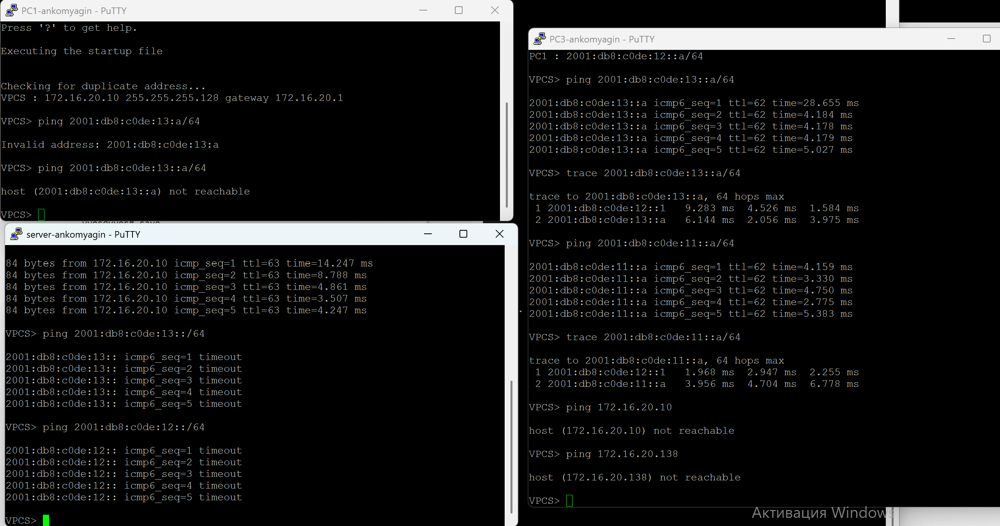 PC1-ankomyagin - PuTTY
Press '?' to get help.
Executing the startup file
Checking for duplicate address...
VPCS : 172.16.20.10 255.255.255.128 gateway 172.16.20.1
VPCS> ping 2001:db8:c0de:13:a/64
Invalid address: 2001:db8:c0de:13:a
VPCS> ping 2001:db8:c0de:13::a/64
host (2001:db8:c0de:13::a) not reachable
VPCS>
server-ankomyagin - PuTTY
84 bytes from 172.16.20.10 icmp_seq=1 ttl=63 time=14.247 ms
84 bytes from 172.16.20.10 icmp_seq=2 ttl=63 time=8.788 ms
84 bytes from 172.16.20.10 icmp_seq=3 ttl=63 time=4.861 ms
84 bytes from 172.16.20.10 icmp_seq=4 ttl=63 time=3.507 ms
84 bytes from 172.16.20.10 icmp_seq=5 ttl=63 time=4.247 ms
VPCS> ping 2001:db8:c0de:13::/64
2001:db8:c0de:13:: icmp6_seq=1 timeout
2001:db8:c0de:13:: icmp6_seq=2 timeout
2001:db8:c0de:13:: icmp6_seq=3 timeout
2001:db8:c0de:13:: icmp6_seq=4 timeout
2001:db8:c0de:13:: icmp6_seq=5 timeout
VPCS> ping 2001:db8:c0de:12::/64
2001:db8:c0de:12:: icmp6_seq=1 timeout
2001:db8:c0de:12:: icmp6_seq=2 timeout
2001:db8:c0de:12:: icmp6_seq=3 timeout
2001:db8:c0de:12:: icmp6_seq=4 timeout
2001:db8:c0de:12:: icmp6_seq=5 timeout
VPCS>
PC3-ankomyagin - PuTTY
PC1 : 2001:db8:c0de:12::a/64
VPCS> ping 2001:db8:c0de:13::a/64
2001:db8:c0de:13::a icmp6_seq=1 ttl=62 time=28.655 ms
2001:db8:c0de:13::a icmp6_seq=2 ttl=62 time=4.184 ms
2001:db8:c0de:13::a icmp6_seq=3 ttl=62 time=4.178 ms
2001:db8:c0de:13::a icmp6_seq=4 ttl=62 time=4.179 ms
2001:db8:c0de:13::a icmp6_seq=5 ttl=62 time=5.027 ms
VPCS> trace 2001:db8:c0de:13::a/64
trace to 2001:db8:c0de:13::a, 64 hops max
1 2001:db8:c0de:12::1 9.283 ms 4.526 ms 1.584 ms
2 2001:db8:c0de:13::a 6.144 ms 2.056 ms 3.975 ms
VPCS> ping 2001:db8:c0de:11::a/64
2001:db8:c0de:11::a icmp6_seq=1 ttl=62 time=4.159 ms
2001:db8:c0de:11::a icmp6_seq=2 ttl=62 time=3.330 ms
2001:db8:c0de:11::a icmp6_seq=3 ttl=62 time=4.750 ms
2001:db8:c0de:11::a icmp6_seq=4 ttl=62 time=2.775 ms
2001:db8:c0de:11::a icmp6_seq=5 ttl=62 time=5.383 ms
VPCS> trace 2001:db8:c0de:11::a/64
trace to 2001:db8:c0de:11::a, 64 hops max
1 2001:db8:c0de:12::1 1.968 ms 2.947 ms 2.255 ms
2 2001:db8:c0de:11::a 3.956 ms 4.704 ms 6.778 ms
VPCS> ping 172.16.20.10
host (172.16.20.10) not reachable
VPCS> ping 172.16.20.138
host (172.16.20.138) not reachable
VPCS>
Активация Windows